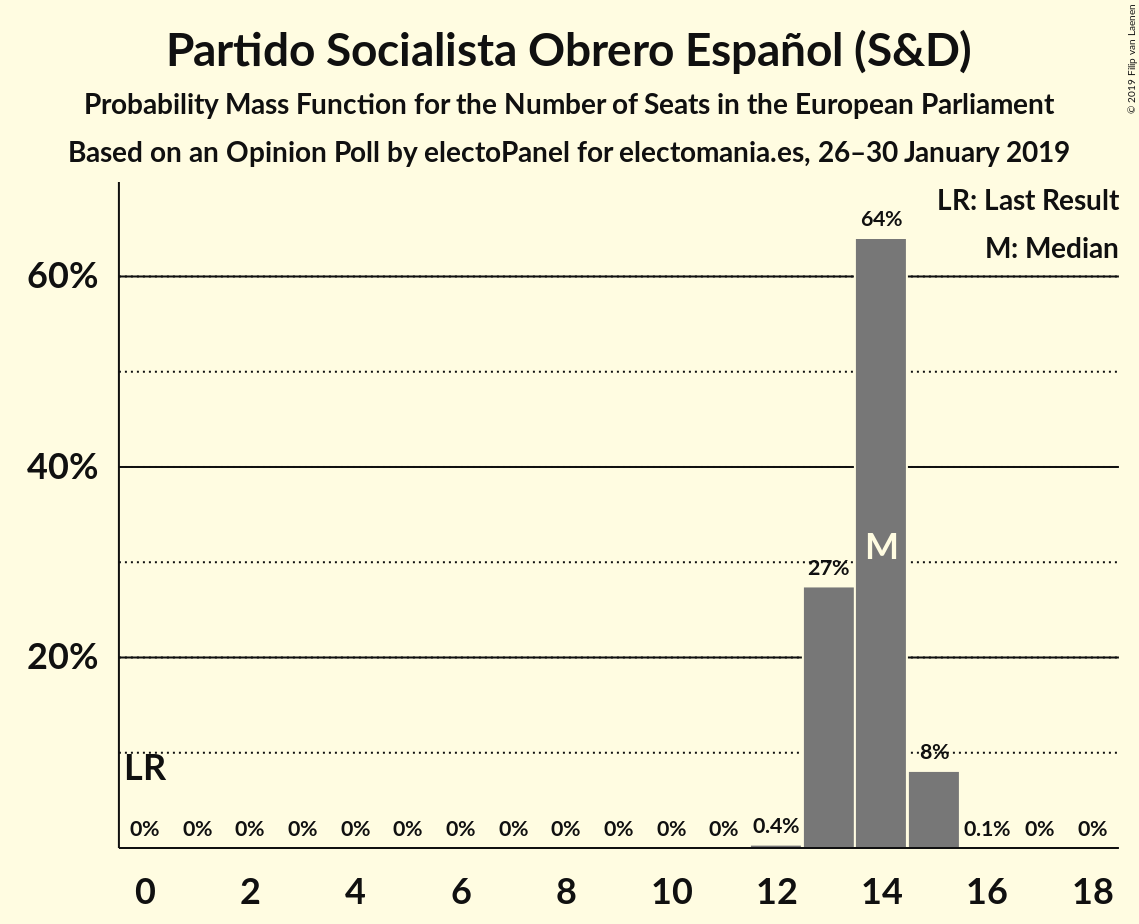 Partido Socialista Obrero Español (S&D)
Probability Mass Function for the Number of Seats in the European Parliament
Based on an Opinion Poll by electoPanel for electomania.es, 26–30 January 2019
© 2019 Filip van Laenen
LR: Last Result
M: Median
64%
60%
40%
M
27%
20%
8%
LR
0% 0% 0% 0% 0% 0% 0% 0% 0% 0% 0% 0% 0.4% 0.1% 0% 0%
0 2 4 6 8 10 12 14 16 18